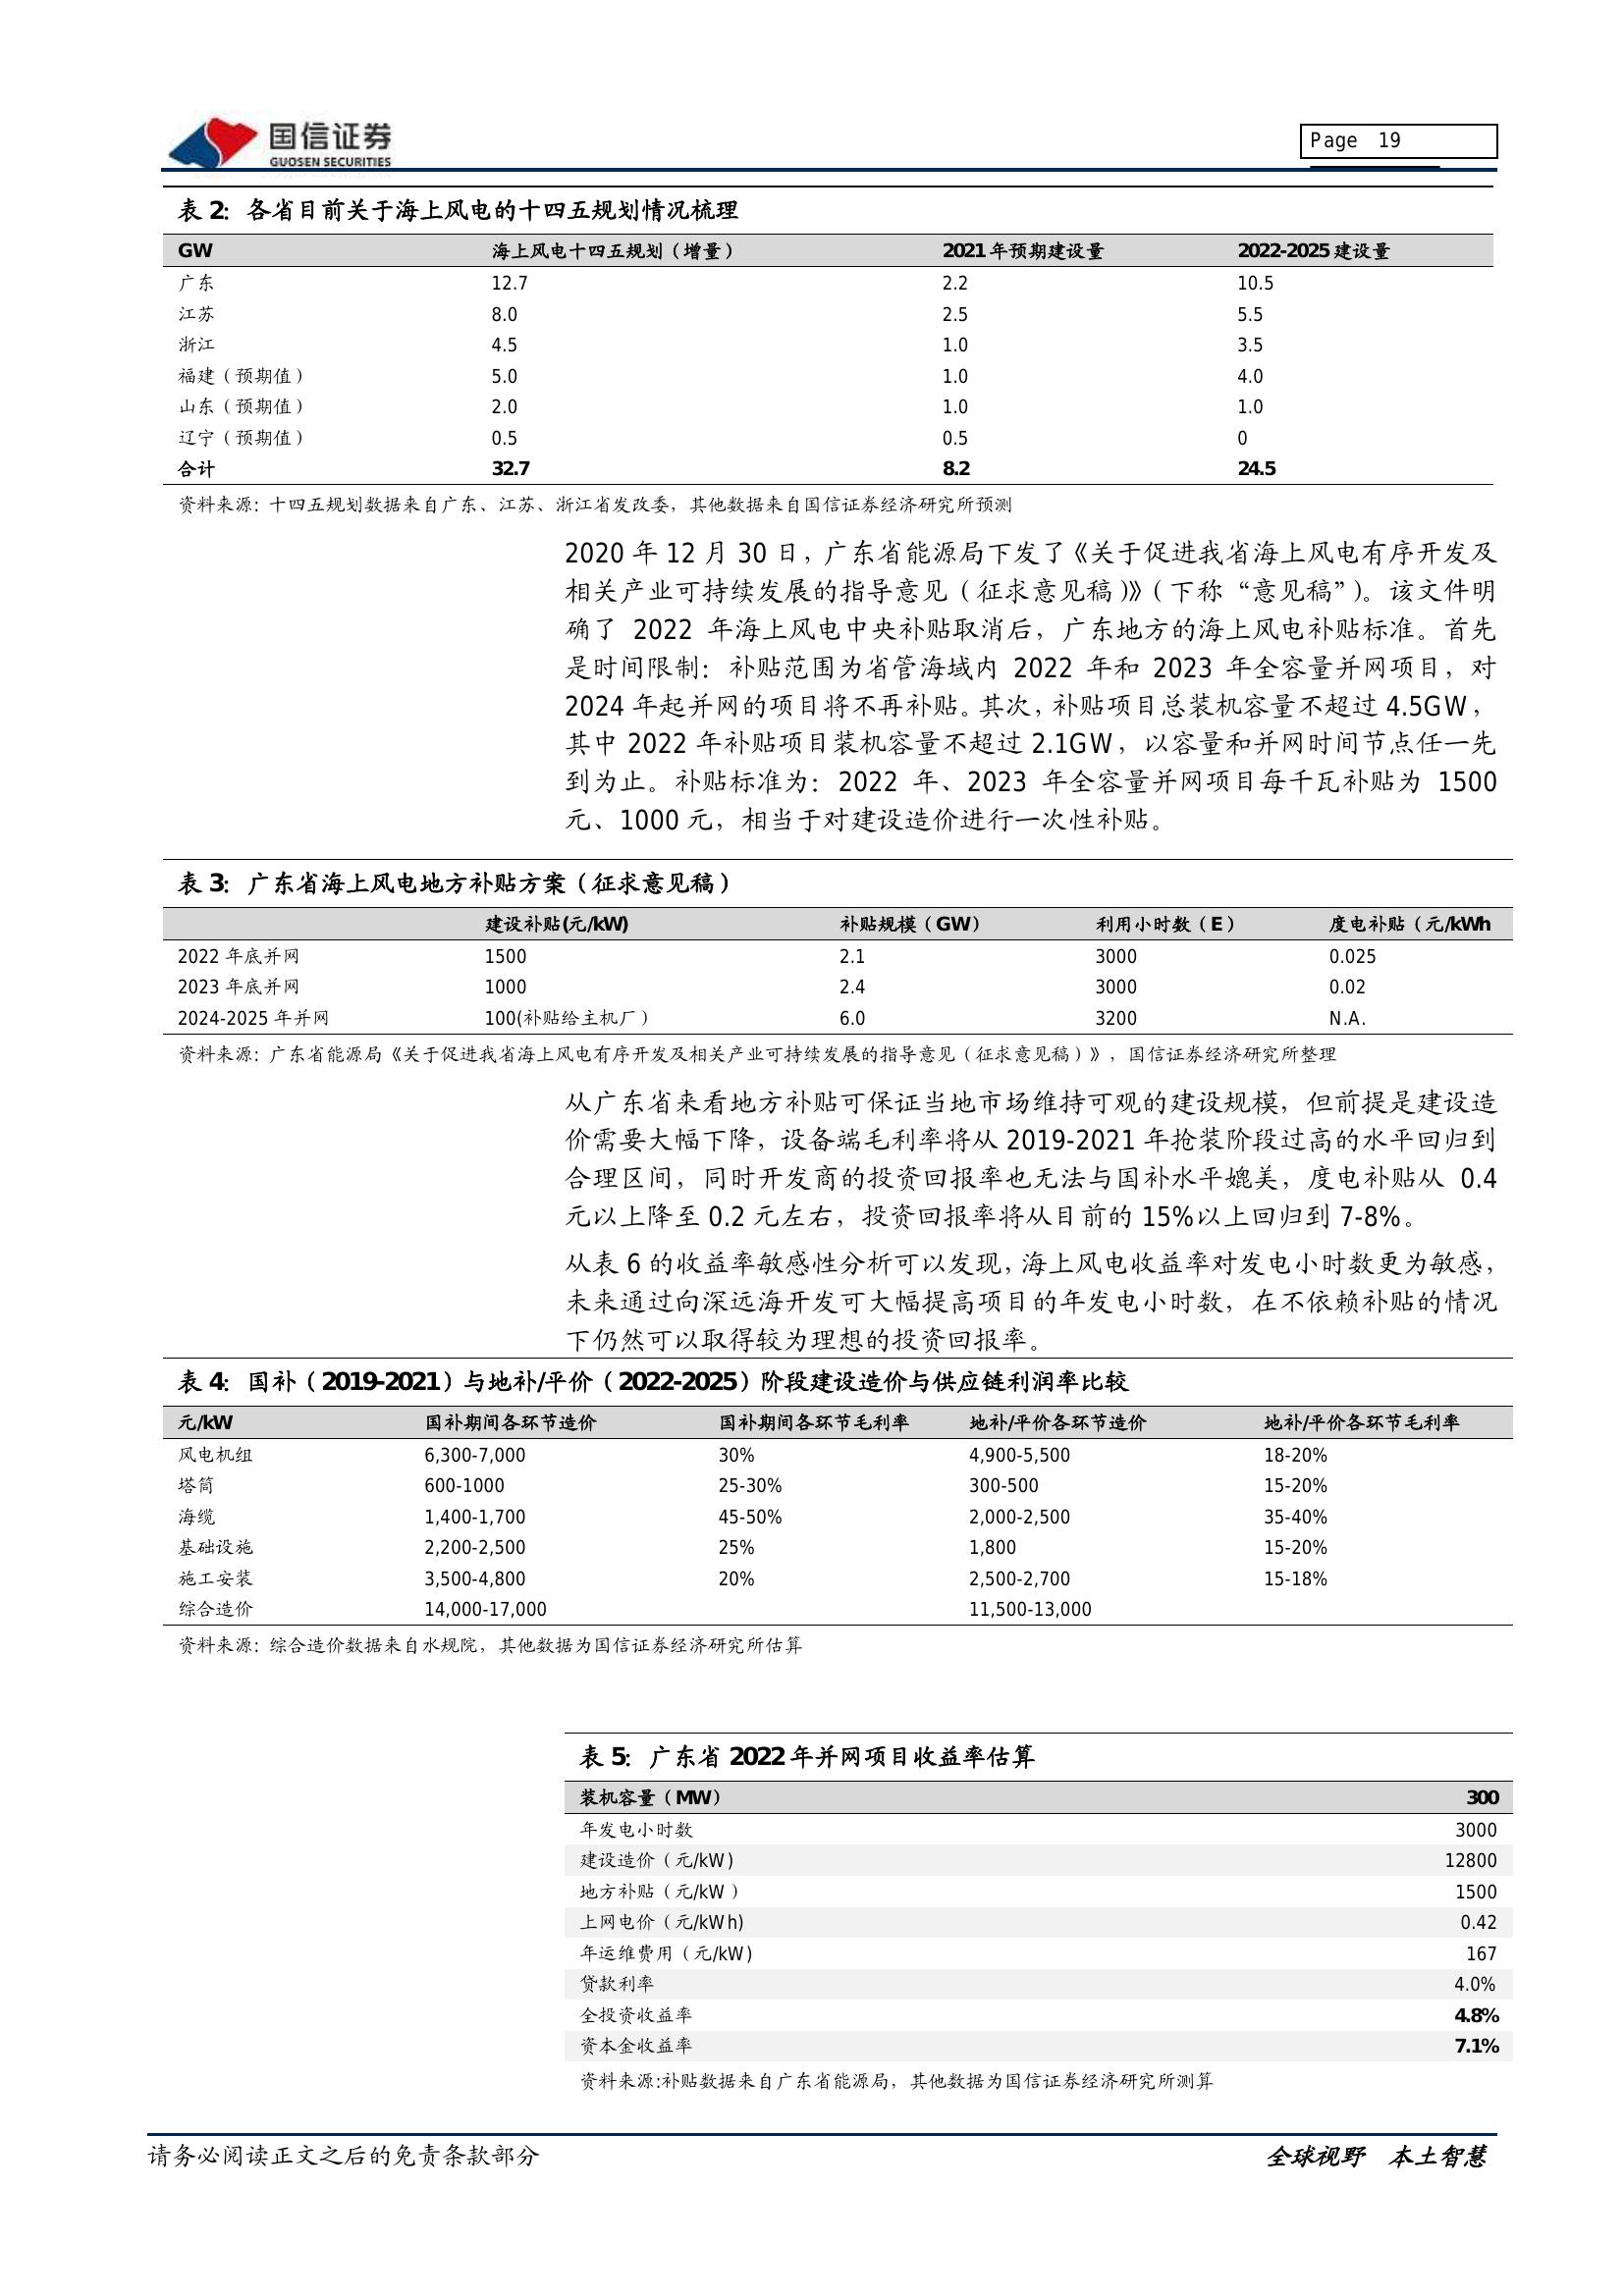 国信证券
GUOSEN SECURITIES
Page 19
表 2：各省目前关于海上风电的十四五规划情况梳理
GW 海上风电十四五规划（增量） 2021 年预期建设量 2022-2025 建设量
广东 12.7 2.2 10.5
江苏 8.0 2.5 5.5
浙江 4.5 1.0 3.5
福建（预期值） 5.0 1.0 4.0
山东（预期值） 2.0 1.0 1.0
辽宁（预期值） 0.5 0.5 0
合计 32.7 8.2 24.5
资料来源：十四五规划数据来自广东、江苏、浙江省发改委，其他数据来自国信证券经济研究所预测
2020 年 12 月 30 日，广东省能源局下发了《关于促进我省海上风电有序开发及
相关产业可持续发展的指导意见（征求意见稿）》（下称“意见稿”）。该文件明
确了 2022 年海上风电中央补贴取消后，广东地方的海上风电补贴标准。首先
是时间限制：补贴范围为省管海域内 2022 年和 2023 年全容量并网项目，对
2024 年起并网的项目将不再补贴。其次，补贴项目总装机容量不超过 4.5GW，
其中 2022 年补贴项目装机容量不超过 2.1GW，以容量和并网时间节点任一先
到为止。补贴标准为：2022 年、2023 年全容量并网项目每千瓦补贴为 1500
元、1000 元，相当于对建设造价进行一次性补贴。
表 3：广东省海上风电地方补贴方案（征求意见稿）
建设补贴(元/kW) 补贴规模（GW） 利用小时数（E） 度电补贴（元/kWh
2022 年底并网 1500 2.1 3000 0.025
2023 年底并网 1000 2.4 3000 0.02
2024-2025 年并网 100(补贴给主机厂） 6.0 3200 N.A.
资料来源：广东省能源局《关于促进我省海上风电有序开发及相关产业可持续发展的指导意见（征求意见稿）》，国信证券经济研究所整理
从广东省来看地方补贴可保证当地市场维持可观的建设规模，但前提是建设造
价需要大幅下降，设备端毛利率将从 2019-2021 年抢装阶段过高的水平回归到
合理区间，同时开发商的投资回报率也无法与国补水平媲美，度电补贴从 0.4
元以上降至 0.2 元左右，投资回报率将从目前的 15%以上回归到 7-8%。
从表 6 的收益率敏感性分析可以发现，海上风电收益率对发电小时数更为敏感，
未来通过向深远海开发可大幅提高项目的年发电小时数，在不依赖补贴的情况
下仍然可以取得较为理想的投资回报率。
表 4：国补（2019-2021）与地补/平价（2022-2025）阶段建设造价与供应链利润率比较
元/kW 国补期间各环节造价 国补期间各环节毛利率 地补/平价各环节造价 地补/平价各环节毛利率
风电机组 6,300-7,000 30% 4,900-5,500 18-20%
塔筒 600-1000 25-30% 300-500 15-20%
海缆 1,400-1,700 45-50% 2,000-2,500 35-40%
基础设施 2,200-2,500 25% 1,800 15-20%
施工安装 3,500-4,800 20% 2,500-2,700 15-18%
综合造价 14,000-17,000 11,500-13,000
资料来源：综合造价数据来自水规院，其他数据为国信证券经济研究所估算
表 5：广东省 2022 年并网项目收益率估算
装机容量（MW） 300
年发电小时数 3000
建设造价（元/kW) 12800
地方补贴（元/kW ） 1500
上网电价（元/kWh) 0.42
年运维费用（元/kW) 167
贷款利率 4.0%
全投资收益率 4.8%
资本金收益率 7.1%
资料来源:补贴数据来自广东省能源局，其他数据为国信证券经济研究所测算
请务必阅读正文之后的免责条款部分 全球视野 本土智慧